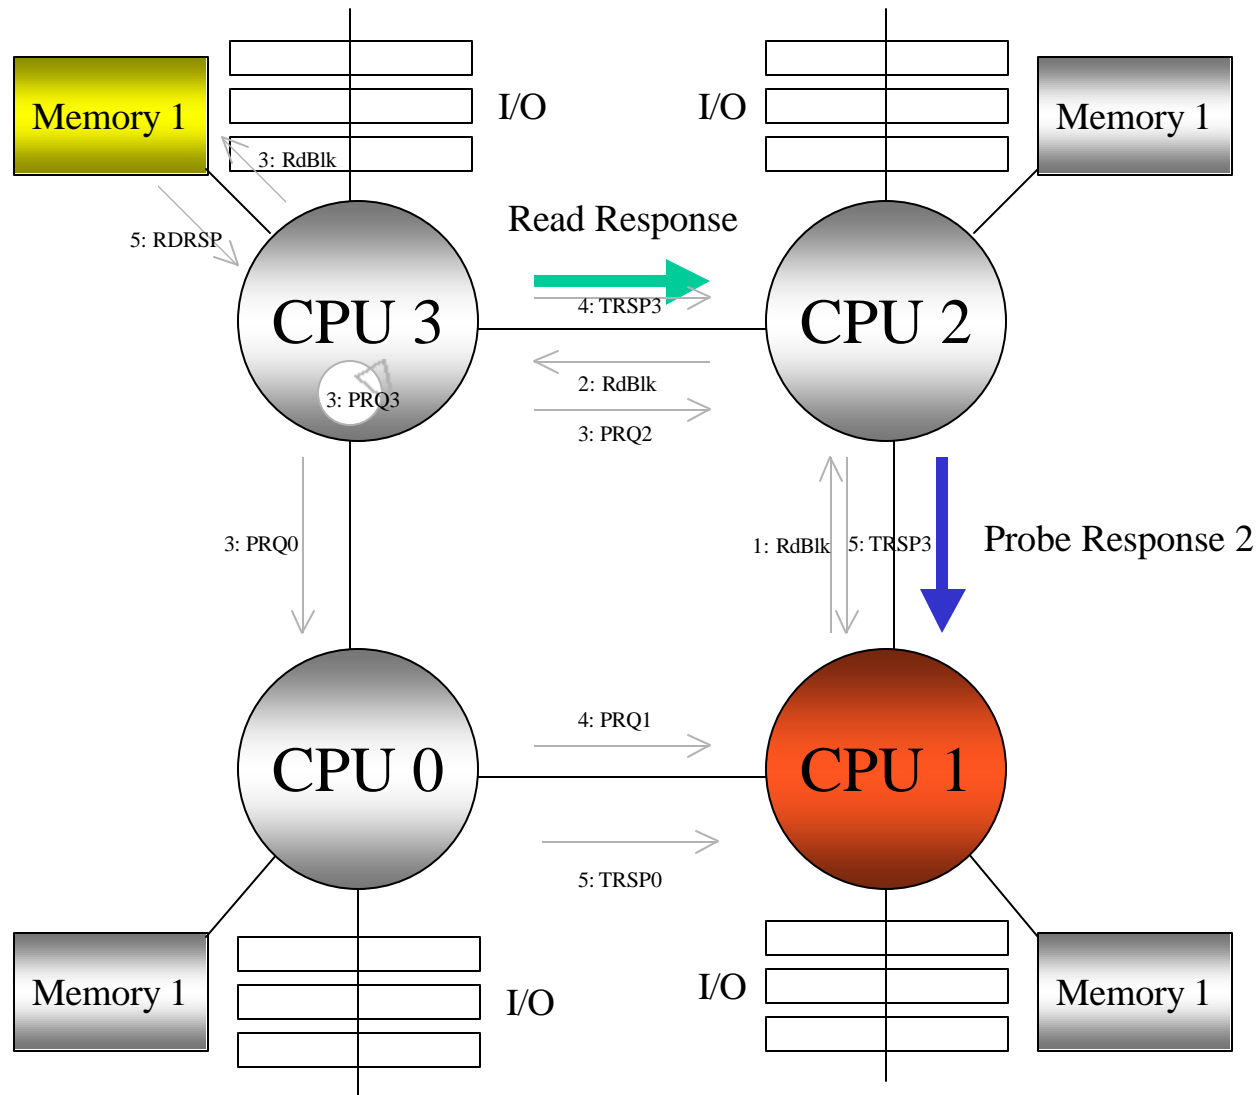 I/O
I/O
Memory 1
Memory 1
3: RdBlk
Read Response
5: RDRSP
4: TRSP3
CPU 3
CPU 2
2: RdBlk
3: PRQ3
3: PRQ2
3: PRQ0
1: RdBlk
5: TRSP3
Probe Response 2
4: PRQ1
CPU 0
CPU 1
5: TRSP0
Memory 1
I/O
I/O
Memory 1